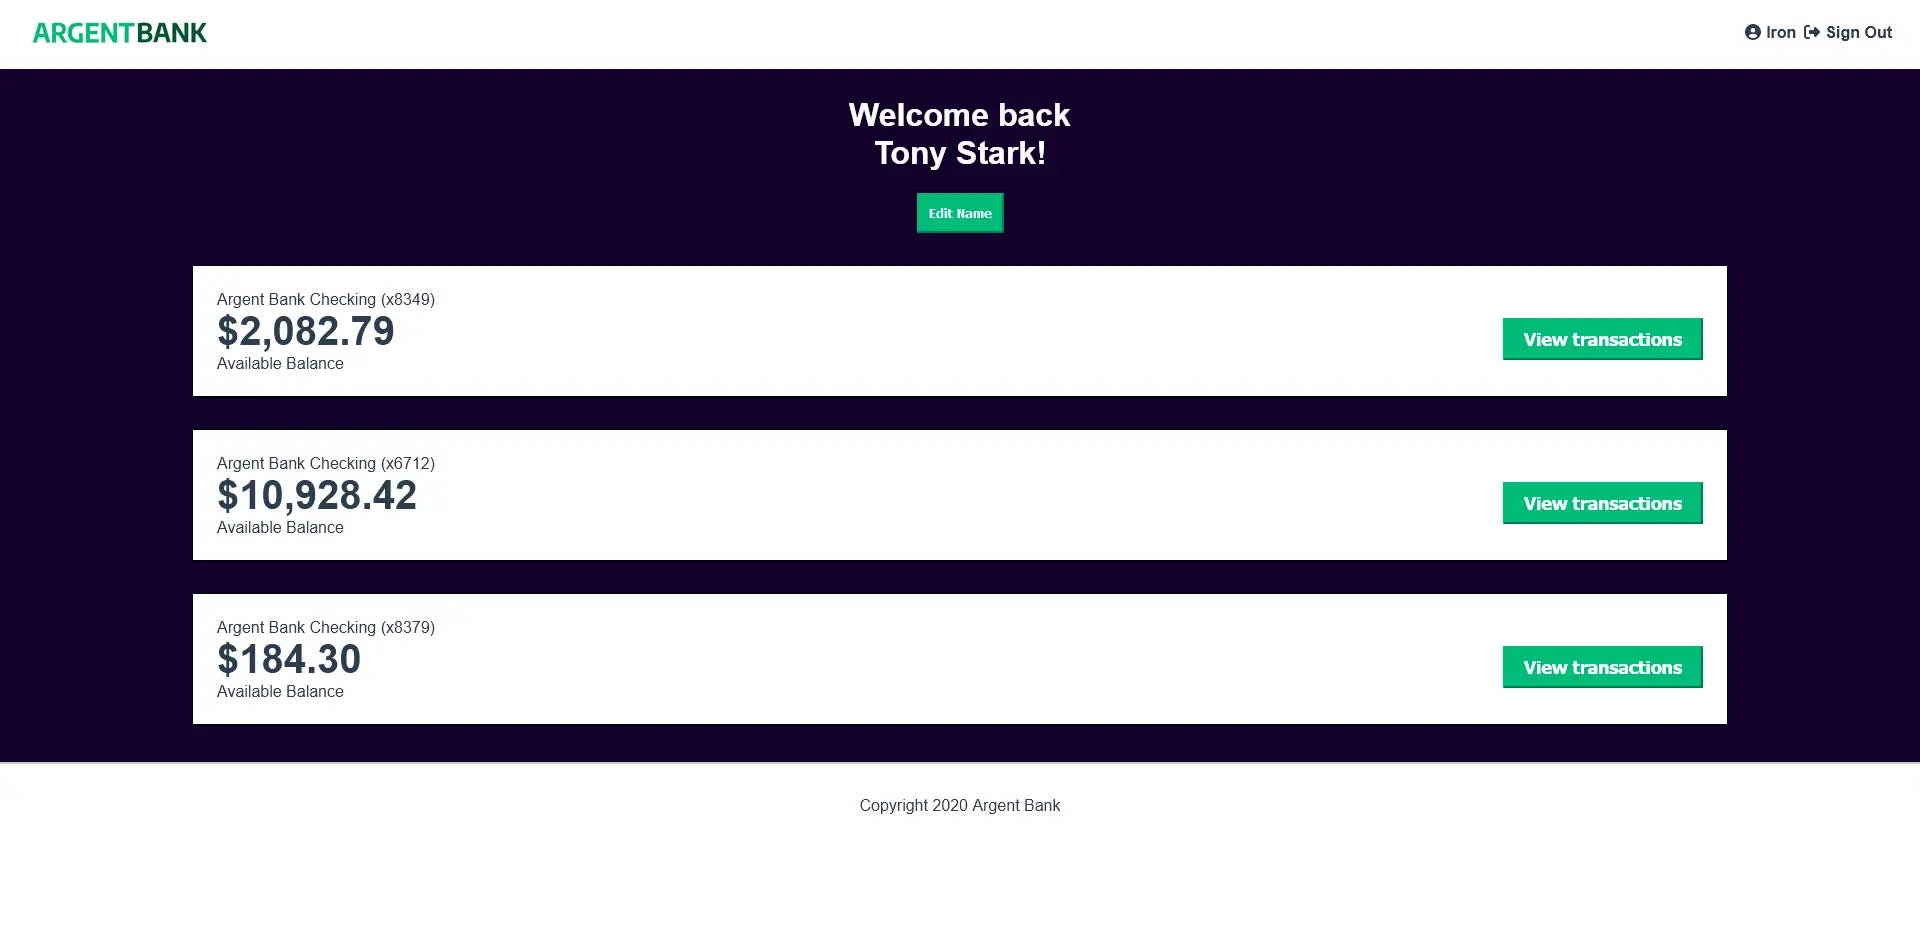 ARGENTBANK
Iron Sign Out
Welcome back
Tony Stark!
Edit Name
Argent Bank Checking (x8349)
$2,082.79
Available Balance
View transactions
Argent Bank Checking (x6712)
$10,928.42
Available Balance
View transactions
Argent Bank Checking (x8379)
$184.30
Available Balance
View transactions
Copyright 2020 Argent Bank